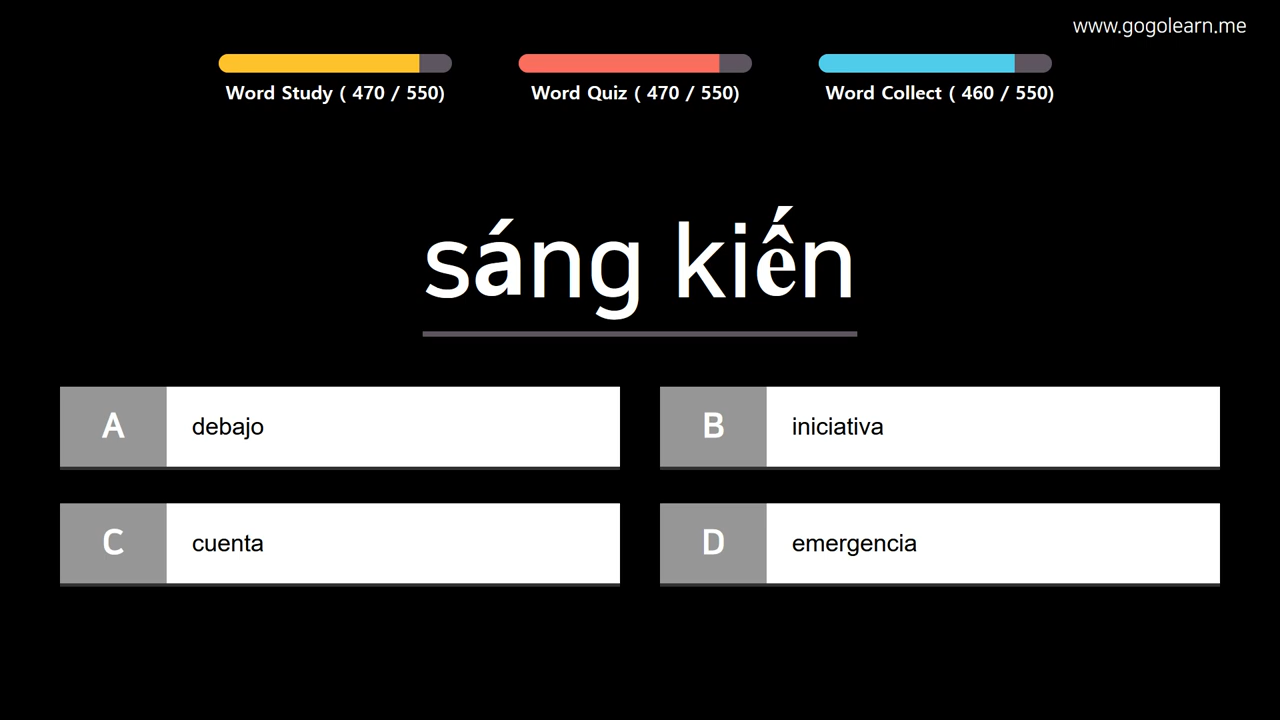 www.gogolearn.me
Word Study ( 470 / 550)
Word Quiz ( 470 / 550)
Word Collect ( 460 / 550)
sáng kiến
A debajo
B iniciativa
C cuenta
D emergencia